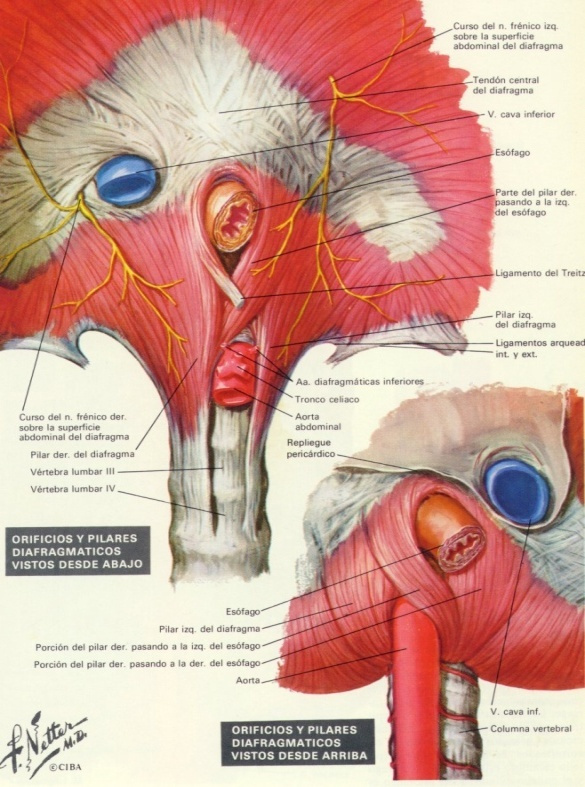 Curso del n. frénico izq.
sobre la superficie
abdominal del diafragma
Tendón central
del diafragma
V. cava inferior
Esófago
Parte del pilar der.
pasando a la izq.
del esófago
Ligamento del Treitz
Pilar izq.
del diafragma
Ligamentos arquead
int. y ext.
Aa. diafragmáticas inferiores
Tronco celiaco
Aorta
abdominal
Repliegue
pericárdico
Curso del n. frénico der.
sobre la superficie
abdominal del diafragma
Pilar der. del diafragma
Vértebra lumbar III
Vértebra lumbar IV
ORIFICIOS Y PILARES
DIAFRAGMATICOS
VISTOS DESDE ABAJO
Esófago
Pilar izq. del diafragma
Porción del pilar der. pasando a la izq. del esófago
Porción del pilar der. pasando a la der. del esófago
Aorta
V. cava inf.
Columna vertebral
ORIFICIOS Y PILARES
DIAFRAGMATICOS
VISTOS DESDE ARRIBA
F. Netter
M.D.
©CIBA